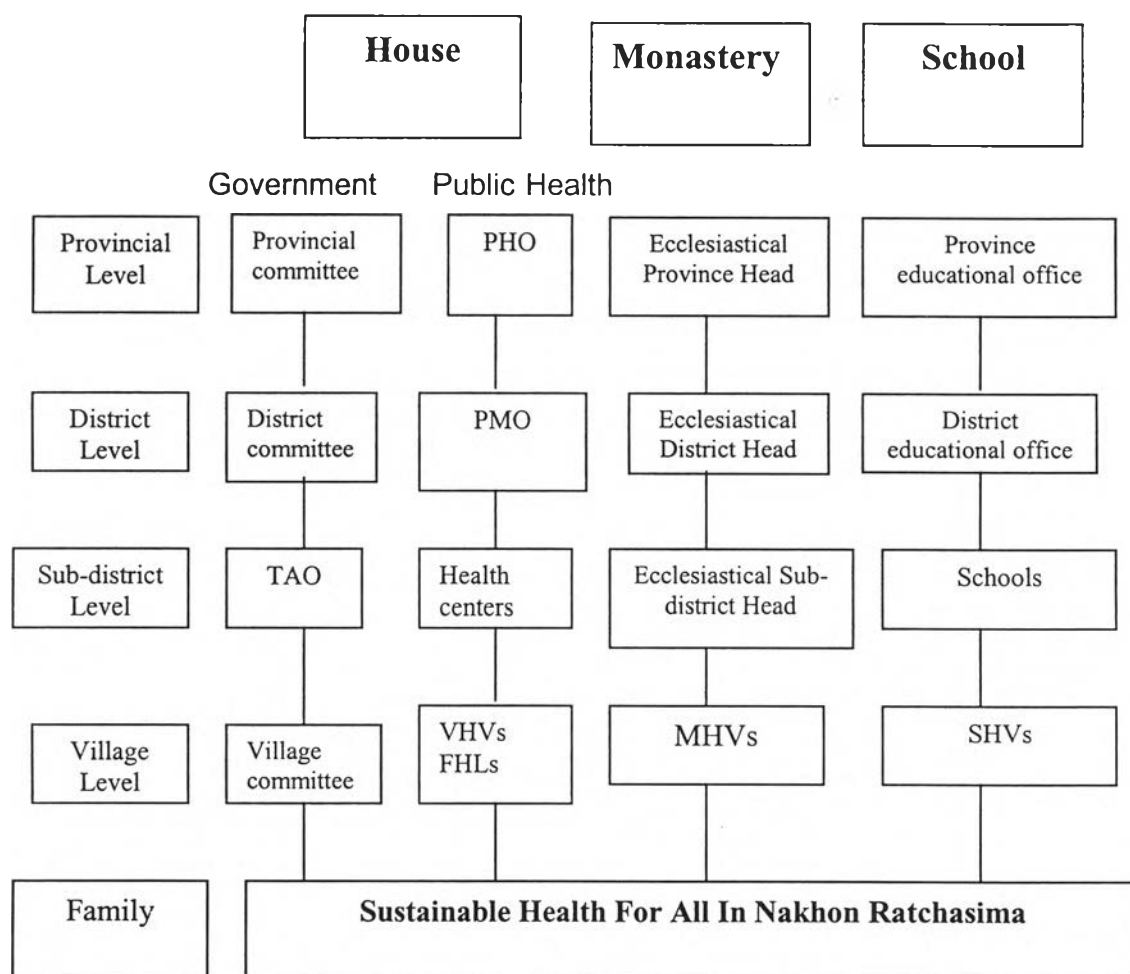 House
Monastery
School
Government
Public Health
Provincial
Level
Provincial
committee
PHO
Ecclesiastical
Province Head
Province
educational office
District
Level
District
committee
PMO
Ecclesiastical
District Head
District
educational office
Sub-district
Level
TAO
Health
centers
Ecclesiastical Sub-
district Head
Schools
Village
Level
Village
committee
VHVs
FHLs
MHVs
SHVs
Family
Sustainable Health For All In Nakhon Ratchasima